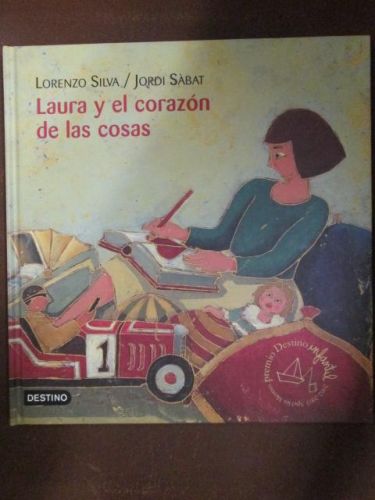 LORENZO SILVA / JORDI SÀBAT
Laura y el corazón
de las cosas
1
premio Destino infantil
DESTINO